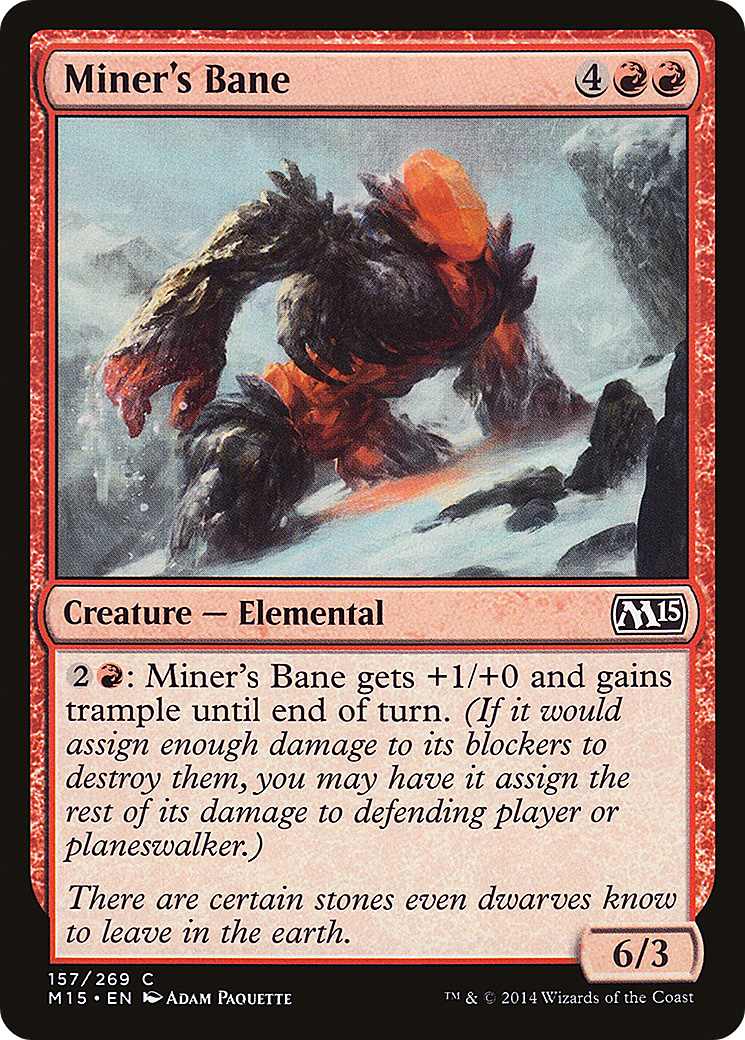 Miner's Bane 4
Creature — Elemental M15
2 : Miner's Bane gets +1/+0 and gains
trample until end of turn. (If it would
assign enough damage to its blockers to
destroy them, you may have it assign the
rest of its damage to defending player or
planeswalker.)
There are certain stones even dwarves know
to leave in the earth.
6/3
157/269 C
M15 • EN Adam Paquette ™ & © 2014 Wizards of the Coast